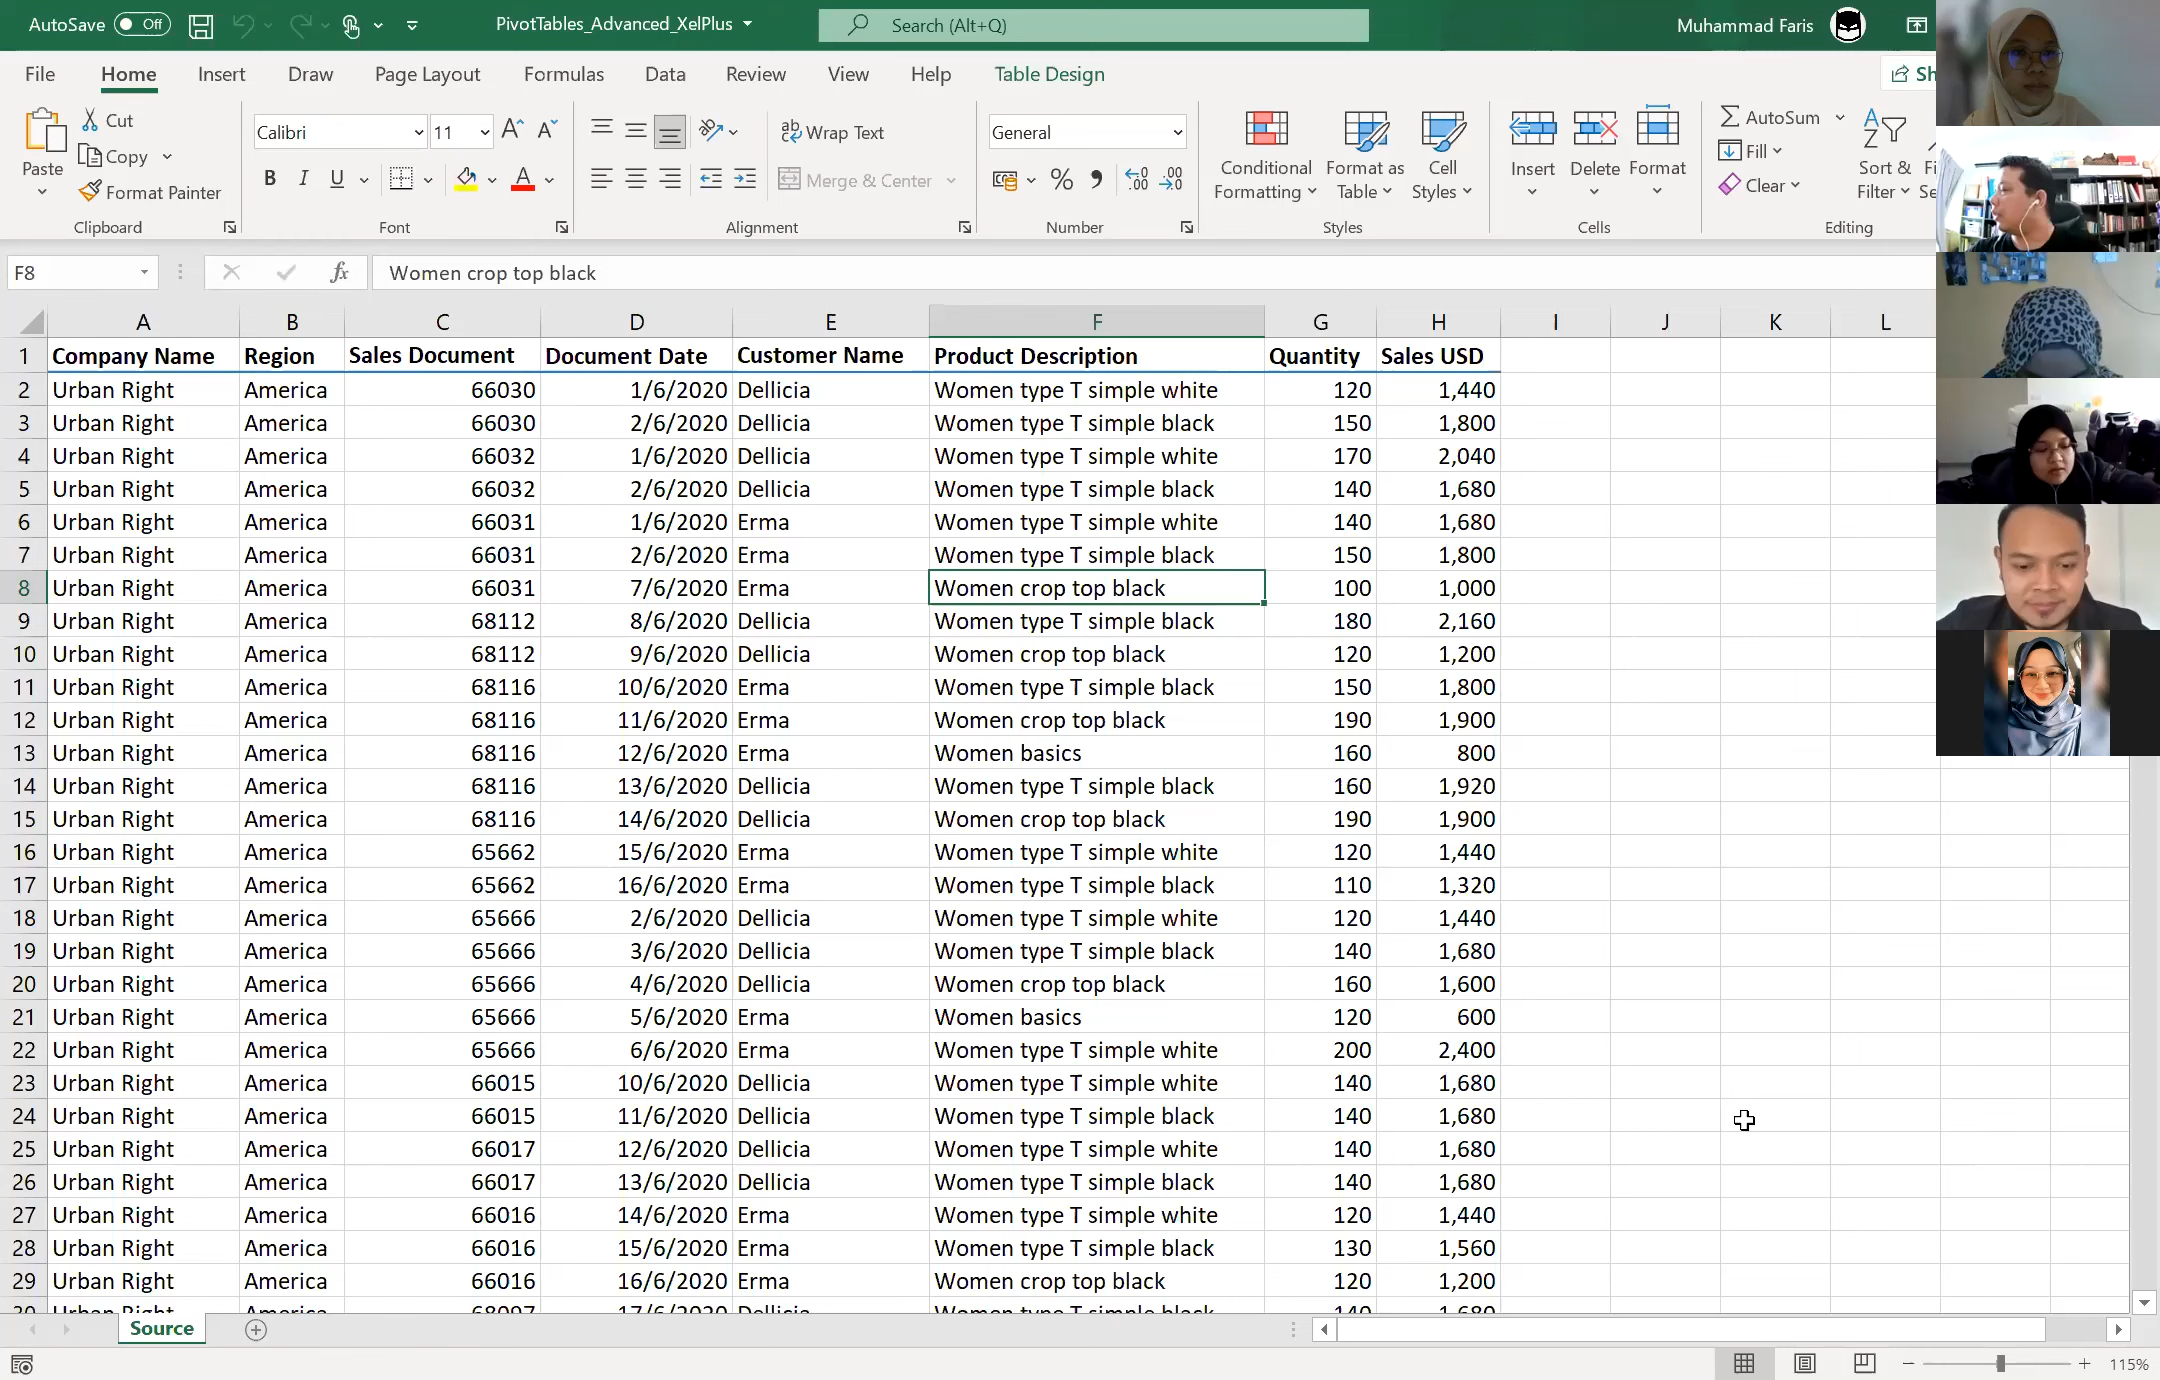 AutoSave Off PivotTables_Advanced_XelPlus Search (Alt+Q) Muhammad Faris
File Home Insert Draw Page Layout Formulas Data Review View Help Table Design Sh
Paste
Cut
Copy
Format Painter
Clipboard
Calibri 11
B I U
Font
Wrap Text
Merge & Center
Alignment
General
Number
Conditional Formatting
Format as Table
Cell Styles
Styles
Insert
Delete
Format
Cells
AutoSum
Fill
Clear
Sort & Filter
Editing
F8 fx Women crop top black
A B C D E F G H I J K L
1 Company Name Region Sales Document Document Date Customer Name Product Description Quantity Sales USD
2 Urban Right America 66030 1/6/2020 Dellicia Women type T simple white 120 1,440
3 Urban Right America 66030 2/6/2020 Dellicia Women type T simple black 150 1,800
4 Urban Right America 66032 1/6/2020 Dellicia Women type T simple white 170 2,040
5 Urban Right America 66032 2/6/2020 Dellicia Women type T simple black 140 1,680
6 Urban Right America 66031 1/6/2020 Erma Women type T simple white 140 1,680
7 Urban Right America 66031 2/6/2020 Erma Women type T simple black 150 1,800
8 Urban Right America 66031 7/6/2020 Erma Women crop top black 100 1,000
9 Urban Right America 68112 8/6/2020 Dellicia Women type T simple black 180 2,160
10 Urban Right America 68112 9/6/2020 Dellicia Women crop top black 120 1,200
11 Urban Right America 68116 10/6/2020 Erma Women type T simple black 150 1,800
12 Urban Right America 68116 11/6/2020 Erma Women crop top black 190 1,900
13 Urban Right America 68116 12/6/2020 Erma Women basics 160 800
14 Urban Right America 68116 13/6/2020 Dellicia Women type T simple black 160 1,920
15 Urban Right America 68116 14/6/2020 Dellicia Women crop top black 190 1,900
16 Urban Right America 65662 15/6/2020 Erma Women type T simple white 120 1,440
17 Urban Right America 65662 16/6/2020 Erma Women type T simple black 110 1,320
18 Urban Right America 65666 2/6/2020 Dellicia Women type T simple white 120 1,440
19 Urban Right America 65666 3/6/2020 Dellicia Women type T simple black 140 1,680
20 Urban Right America 65666 4/6/2020 Dellicia Women crop top black 160 1,600
21 Urban Right America 65666 5/6/2020 Erma Women basics 120 600
22 Urban Right America 65666 6/6/2020 Erma Women type T simple white 200 2,400
23 Urban Right America 66015 10/6/2020 Dellicia Women type T simple white 140 1,680
24 Urban Right America 66015 11/6/2020 Dellicia Women type T simple black 140 1,680
25 Urban Right America 66017 12/6/2020 Dellicia Women type T simple white 140 1,680
26 Urban Right America 66017 13/6/2020 Dellicia Women type T simple black 140 1,680
27 Urban Right America 66016 14/6/2020 Erma Women type T simple white 120 1,440
28 Urban Right America 66016 15/6/2020 Erma Women type T simple black 130 1,560
29 Urban Right America 66016 16/6/2020 Erma Women crop top black 120 1,200
30 Urban Right America 68097 17/6/2020 Dellicia Women type T simple black 140 1,680
Source
115%